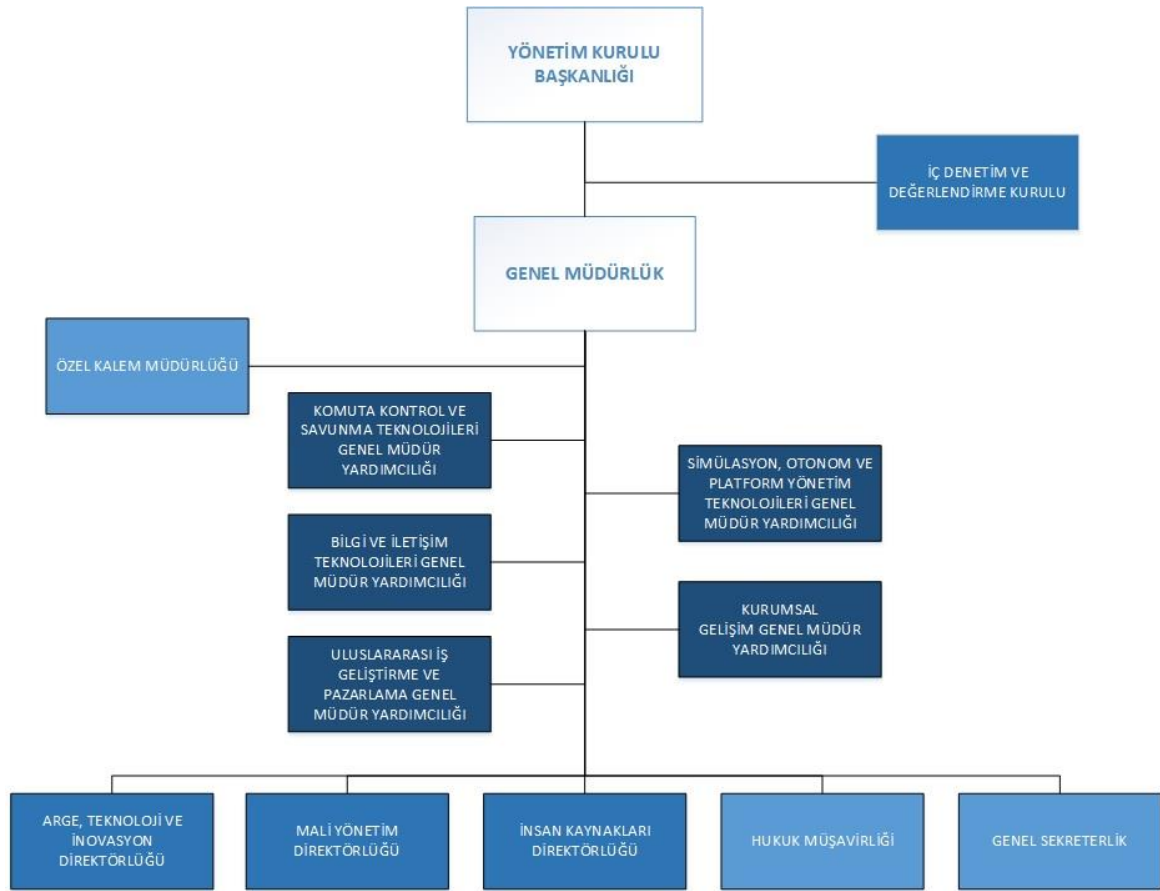 YÖNETİM KURULU
BAŞKANLIĞI
İÇ DENETİM VE
DEĞERLENDİRME KURULU
GENEL MÜDÜRLÜK
ÖZEL KALEM MÜDÜRLÜĞÜ
KOMUTA KONTROL VE
SAVUNMA TEKNOLOJİLERİ
GENEL MÜDÜR
YARDIMCILIĞI
SİMÜLASYON, OTONOM VE
PLATFORM YÖNETİM
TEKNOLOJİLERİ GENEL
MÜDÜR YARDIMCILIĞI
BİLGİ VE İLETİŞİM
TEKNOLOJİLERİ GENEL
MÜDÜR YARDIMCILIĞI
KURUMSAL
GELİŞİM GENEL MÜDÜR
YARDIMCILIĞI
ULUSLARARASI İŞ
GELİŞTİRME VE
PAZARLAMA GENEL
MÜDÜR YARDIMCILIĞI
ARGE, TEKNOLOJİ VE
İNOVASYON
DİREKTÖRLÜĞÜ
MALİ YÖNETİM
DİREKTÖRLÜĞÜ
İNSAN KAYNAKLARI
DİREKTÖRLÜĞÜ
HUKUK MÜŞAVİRLİĞİ
GENEL SEKRETERLİK